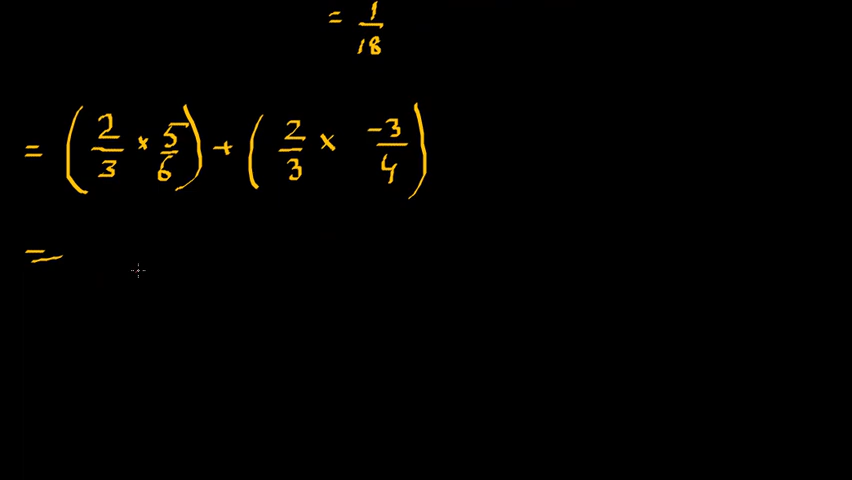 = 1/18
= (2/3 × 5/6) + (2/3 × -3/4)
=